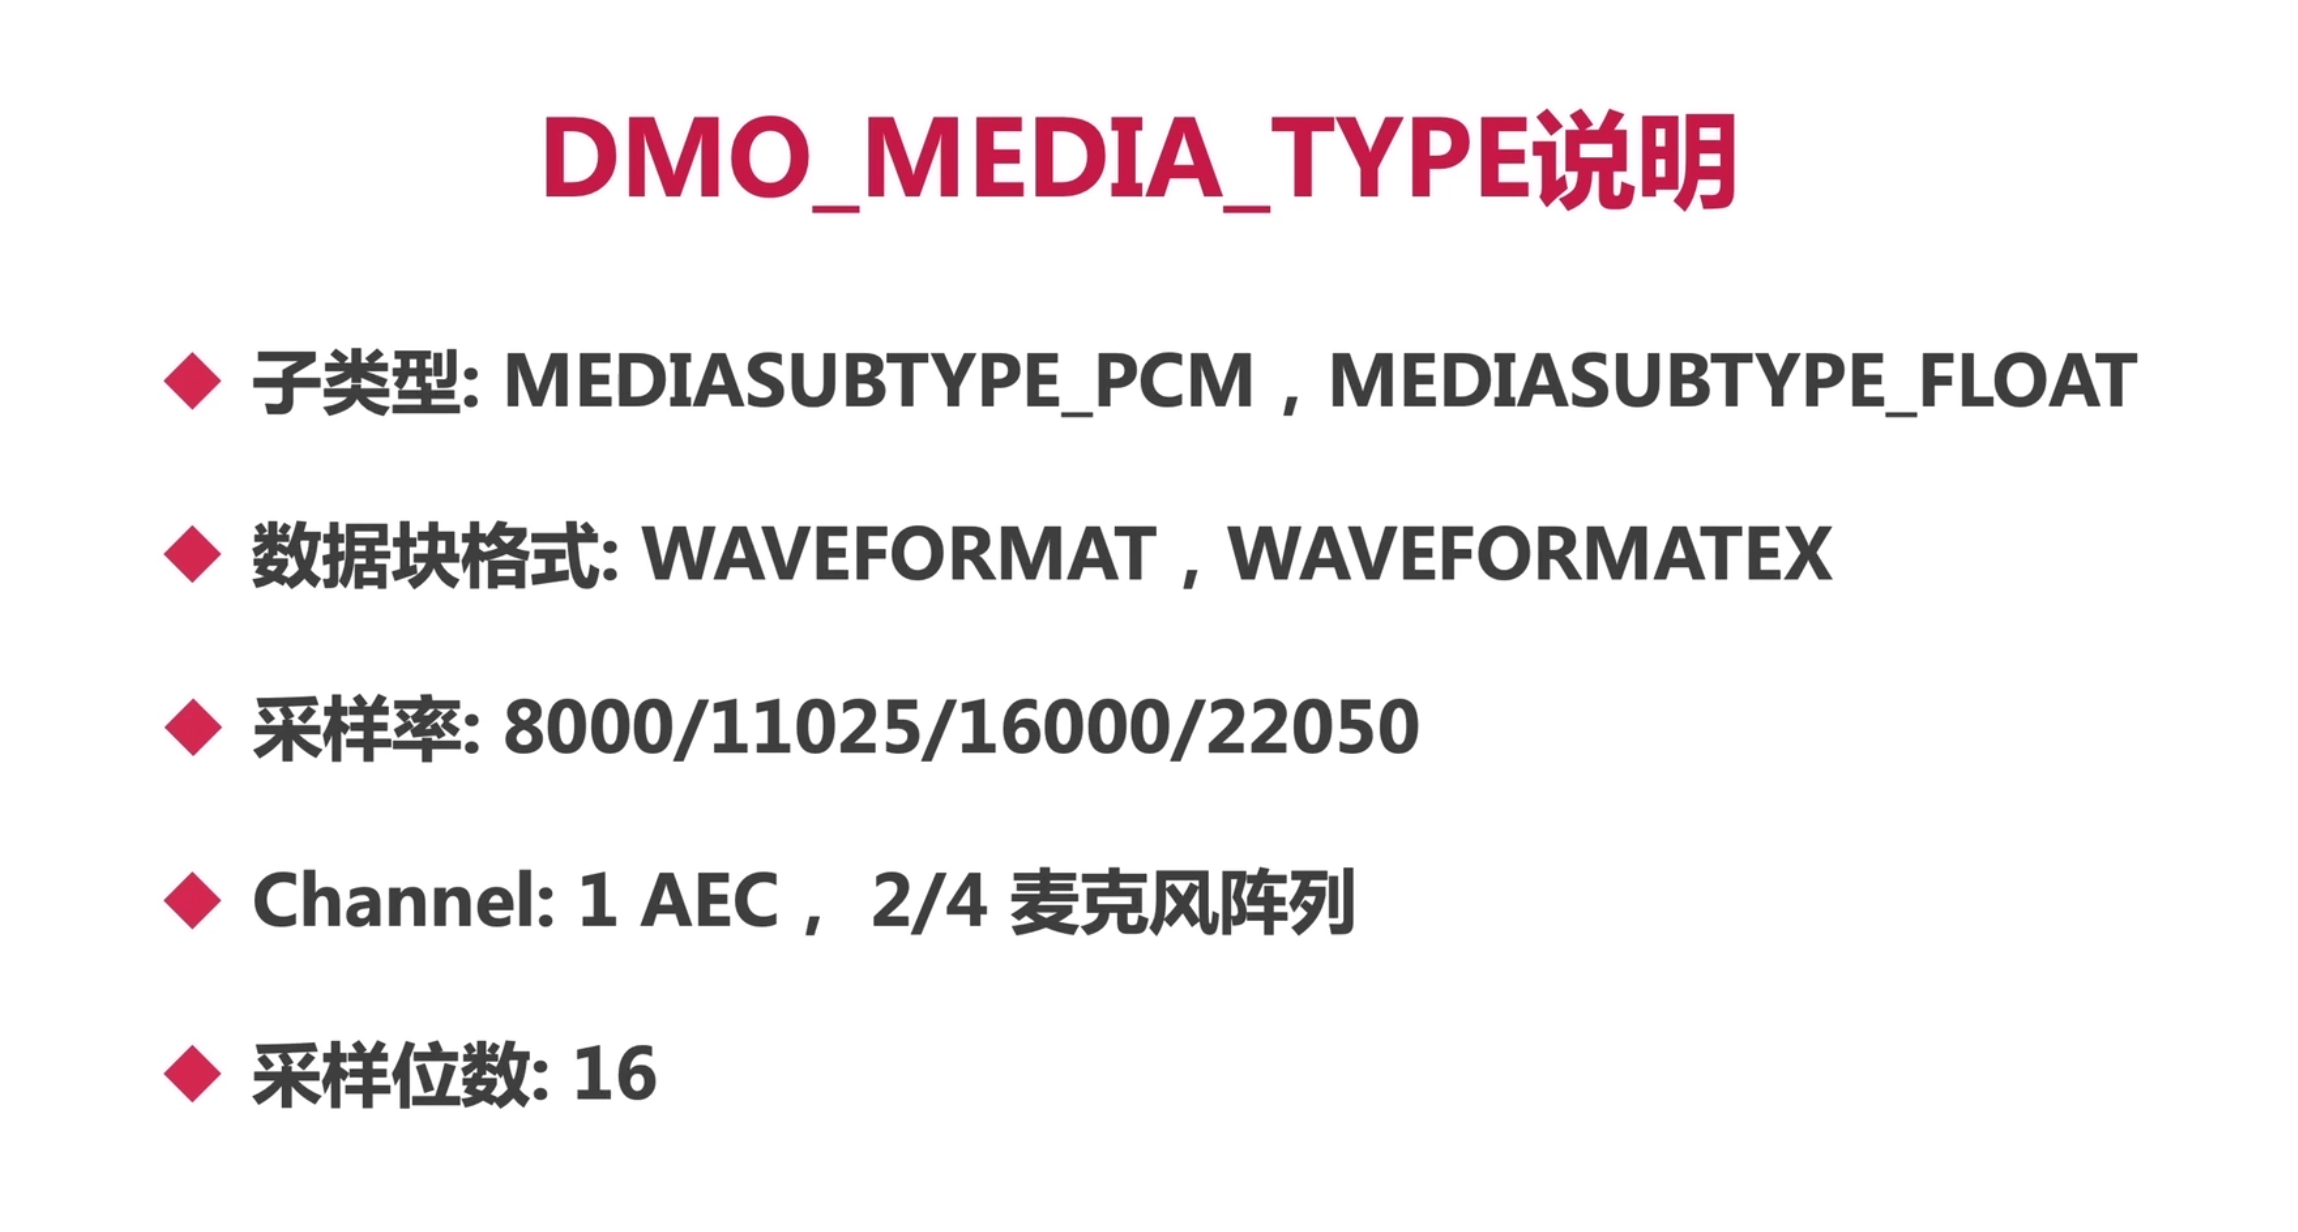 DMO_MEDIA_TYPE说明
子类型: MEDIASUBTYPE_PCM，MEDIASUBTYPE_FLOAT
数据块格式: WAVEFORMAT，WAVEFORMATEX
采样率: 8000/11025/16000/22050
Channel: 1 AEC， 2/4 麦克风阵列
采样位数: 16